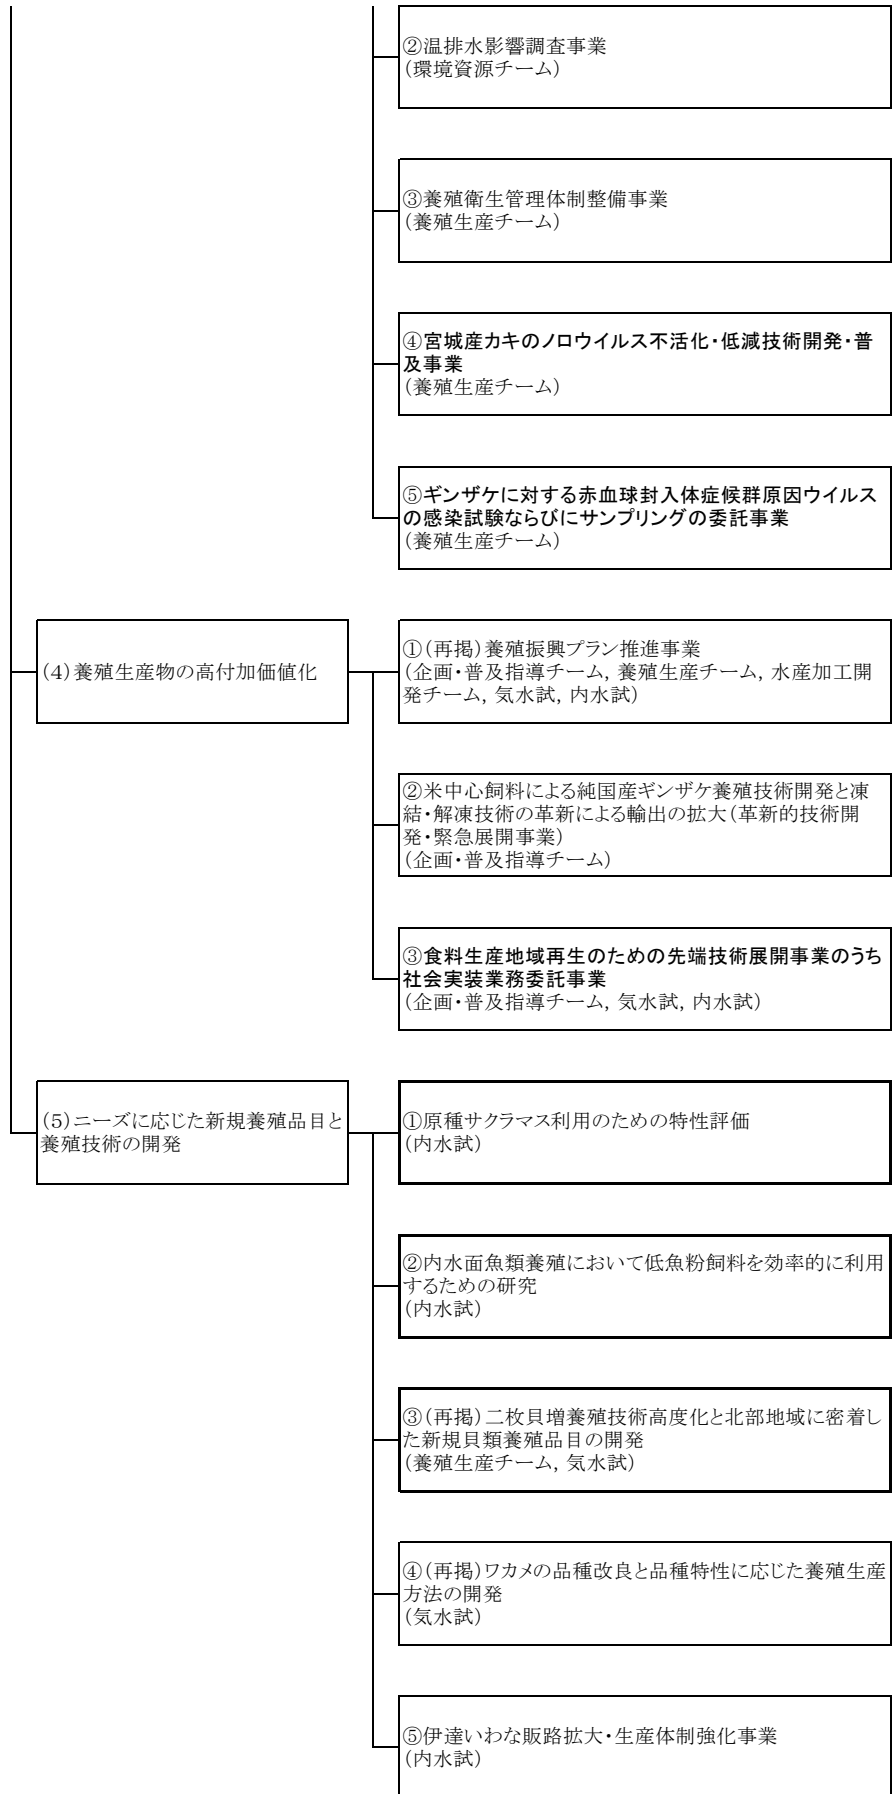 ②温排水影響調査事業
(環境資源チーム)
③養殖衛生管理体制整備事業
(養殖生産チーム)
④宮城産カキのノロウイルス不活化・低減技術開発・普
及事業
(養殖生産チーム)
⑤ギンザケに対する赤血球封入体症候群原因ウイルス
の感染試験ならびにサンプリングの委託事業
(養殖生産チーム)
(4)養殖生産物の高付加価値化
①(再掲)養殖振興プラン推進事業
(企画・普及指導チーム, 養殖生産チーム, 水産加工開
発チーム, 気水試, 内水試)
②米中心飼料による純国産ギンザケ養殖技術開発と凍
結・解凍技術の革新による輸出の拡大(革新的技術開
発・緊急展開事業)
(企画・普及指導チーム)
③食料生産地域再生のための先端技術展開事業のうち
社会実装業務委託事業
(企画・普及指導チーム, 気水試, 内水試)
(5)ニーズに応じた新規養殖品目と
養殖技術の開発
①原種サクラマス利用のための特性評価
(内水試)
②内水面魚類養殖において低魚粉飼料を効率的に利用
するための研究
(内水試)
③(再掲)二枚貝増養殖技術高度化と北部地域に密着し
た新規貝類養殖品目の開発
(養殖生産チーム, 気水試)
④(再掲)ワカメの品種改良と品種特性に応じた養殖生産
方法の開発
(気水試)
⑤伊達いわな販路拡大・生産体制強化事業
(内水試)